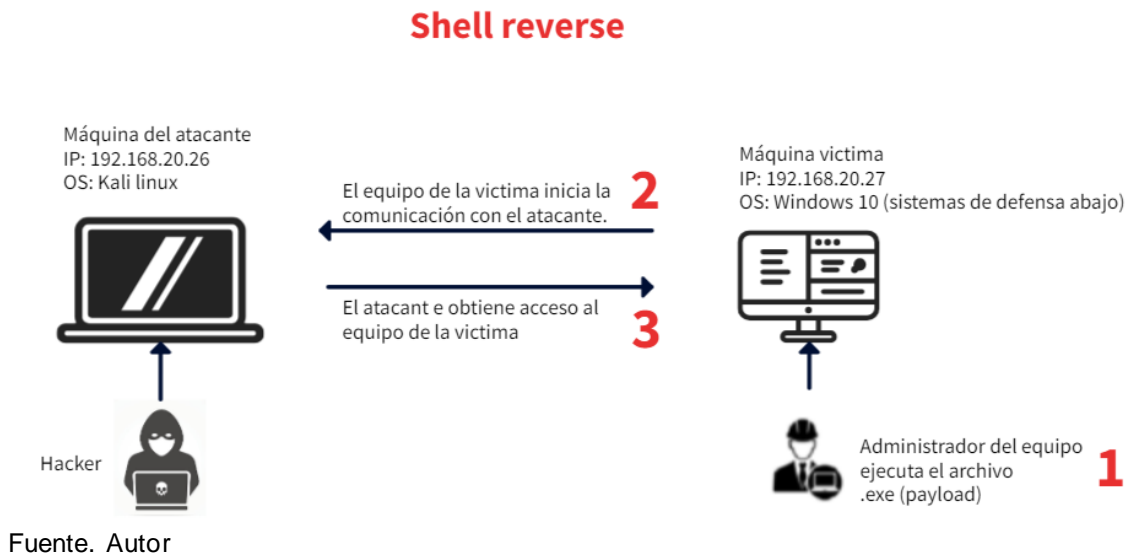 Shell reverse
Máquina del atacante
IP: 192.168.20.26
OS: Kali linux
El equipo de la victima inicia la
comunicación con el atacante.
2
Máquina victima
IP: 192.168.20.27
OS: Windows 10 (sistemas de defensa abajo)
El atacant e obtiene acceso al
equipo de la victima
3
Hacker
Administrador del equipo
ejecuta el archivo
.exe (payload)
1
Fuente. Autor